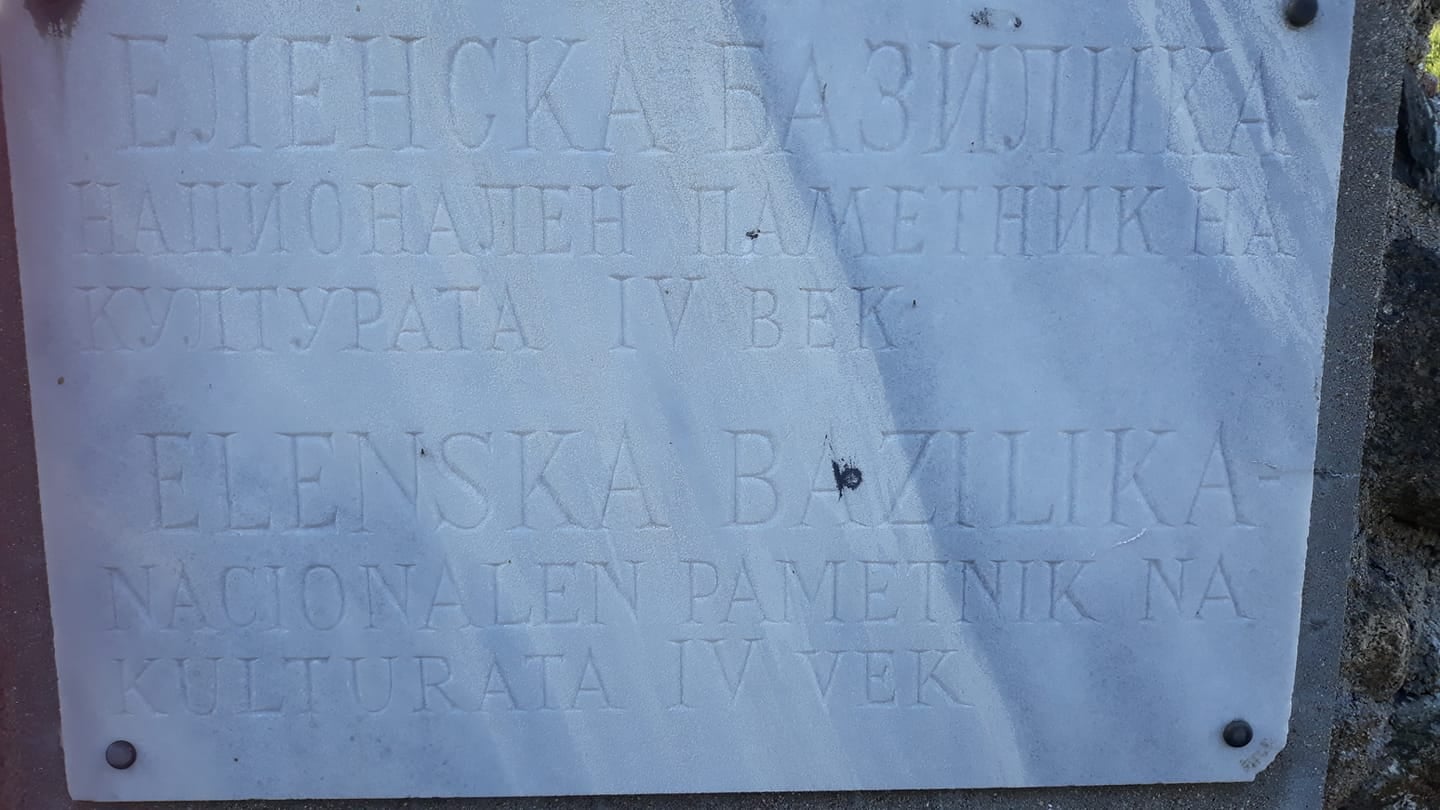 ЕЛЕНСКА БАЗИЛИКА-
НАЦИОНАЛЕН ПАМЕТНИК НА
КУЛТУРАТА IV ВЕК
ELENSKA BAZILIKA-
NACIONALEN PAMETNIK NA
KULTURATA IV VEK